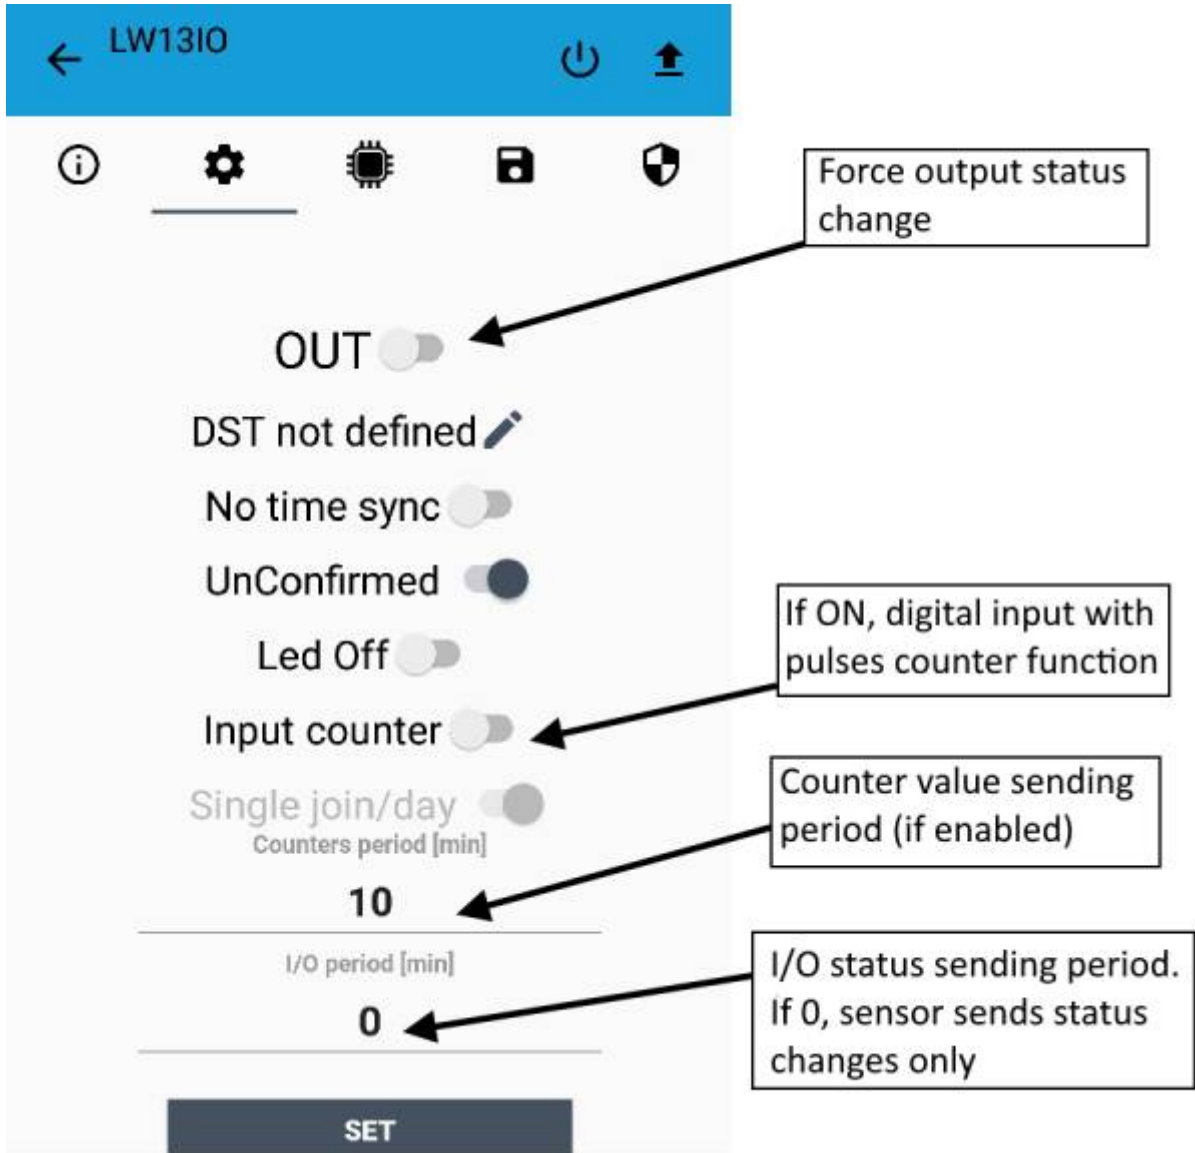 LW13IO
Force output status
change
OUT
DST not defined
No time sync
UnConfirmed
Led Off
If ON, digital input with
pulses counter function
Input counter
Single join/day
Counters period [min]
10
Counter value sending
period (if enabled)
I/O period [min]
0
I/O status sending period.
If 0, sensor sends status
changes only
SET